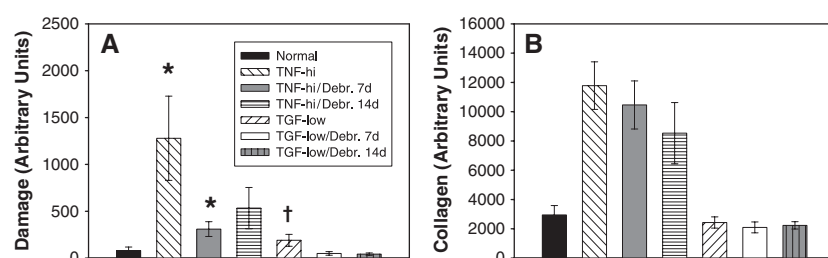 A
Damage (Arbitrary Units)
2500
2000
1500
1000
500
0
*
*
†
Normal
TNF-hi
TNF-hi/Debr. 7d
TNF-hi/Debr. 14d
TGF-low
TGF-low/Debr. 7d
TGF-low/Debr. 14d
B
Collagen (Arbitrary Units)
16000
14000
12000
10000
8000
6000
4000
2000
0